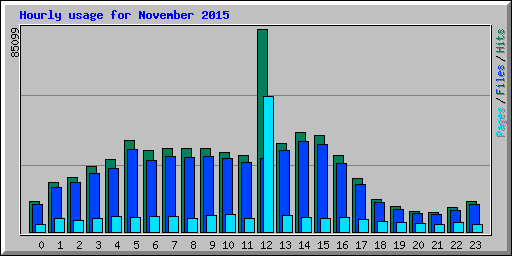 Hourly usage for November 2015
85099
Pages/Files/Hits
0 1 2 3 4 5 6 7 8 9 10 11 12 13 14 15 16 17 18 19 20 21 22 23